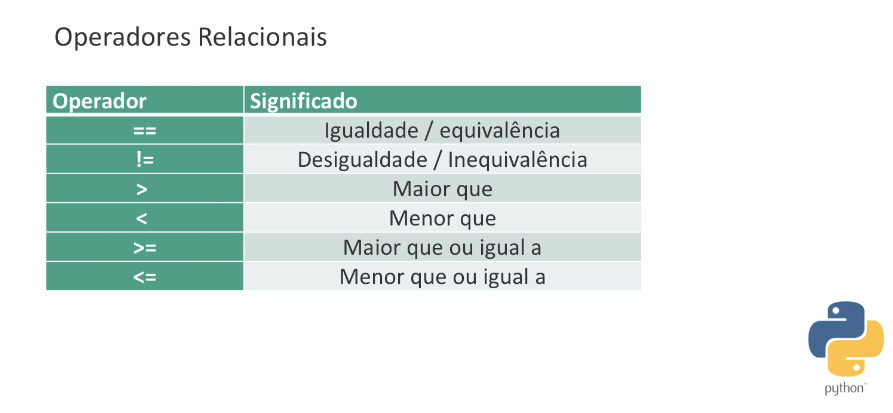 Operadores Relacionais
Operador Significado
== Igualdade / equivalência
!= Desigualdade / Inequivalência
> Maior que
< Menor que
>= Maior que ou igual a
<= Menor que ou igual a
python™